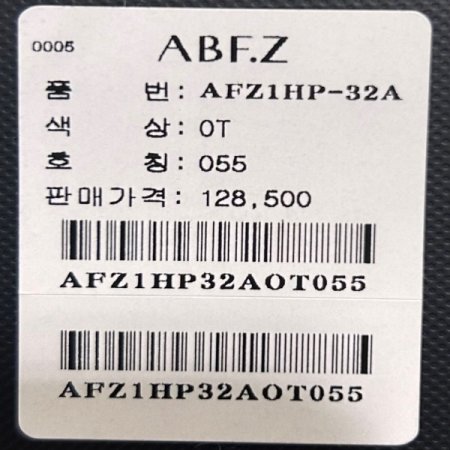 0005 ABF.Z
품 번: AFZ1HP-32A
색 상: OT
호 칭: 055
판매가격: 128,500
AFZ1HP32AOT055
AFZ1HP32AOT055